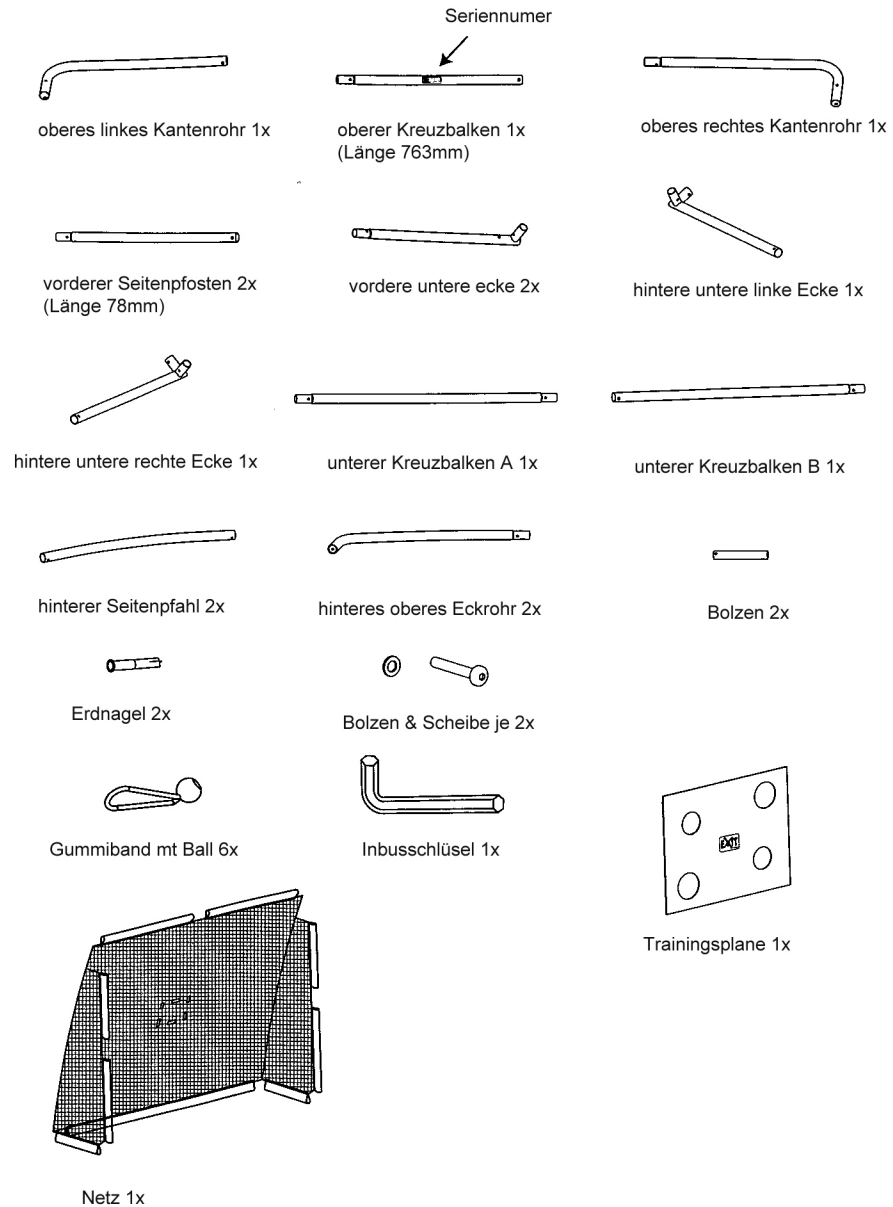 Seriennumer
oberes linkes Kantenrohr 1x
oberer Kreuzbalken 1x
(Länge 763mm)
oberes rechtes Kantenrohr 1x
vorderer Seitenpfosten 2x
(Länge 78mm)
vordere untere ecke 2x
hintere untere linke Ecke 1x
hintere untere rechte Ecke 1x
unterer Kreuzbalken A 1x
unterer Kreuzbalken B 1x
hinterer Seitenpfahl 2x
hinteres oberes Eckrohr 2x
Bolzen 2x
Erdnagel 2x
Bolzen & Scheibe je 2x
Gummiband mt Ball 6x
Inbusschlüsel 1x
EXIT
Trainingsplane 1x
Netz 1x